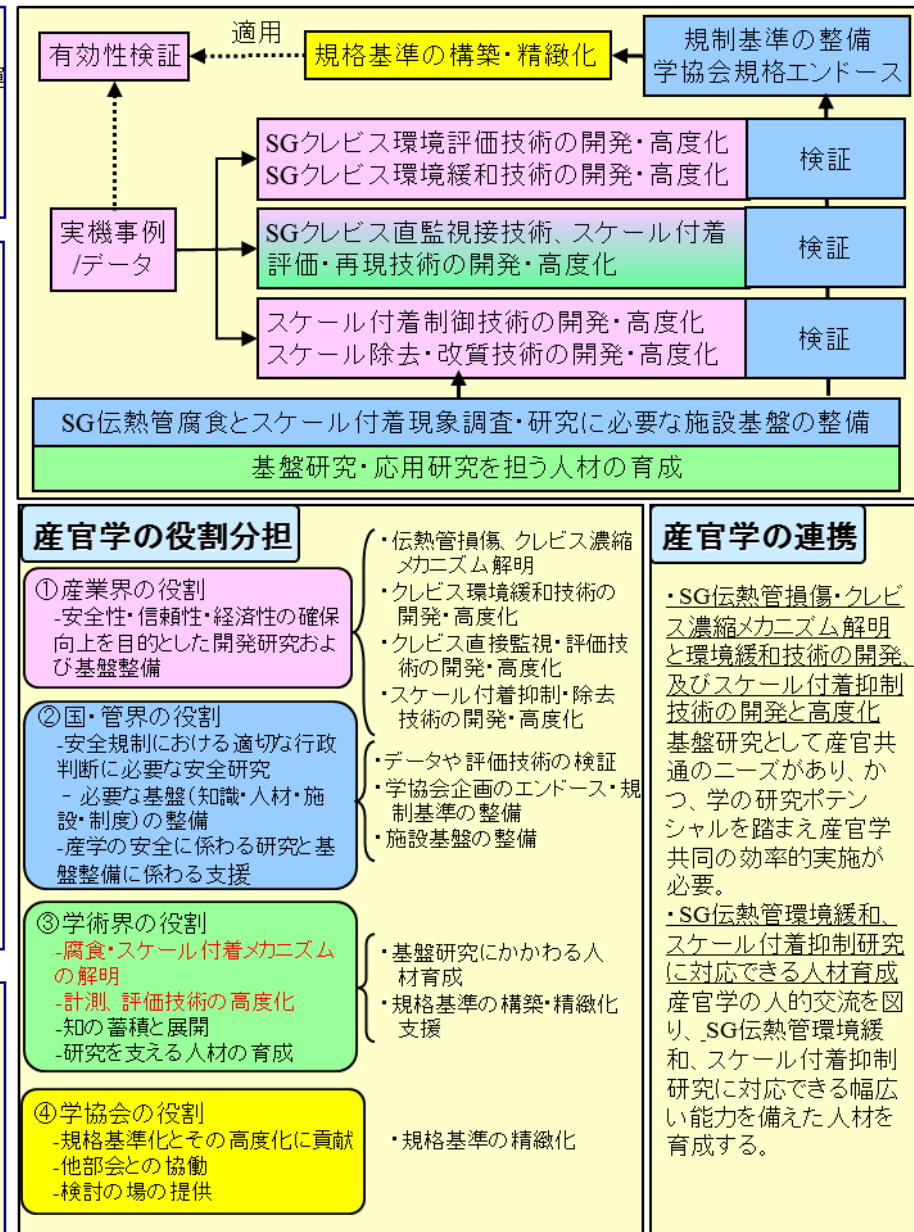 有効性検証
適用
規格基準の構築・精緻化
規制基準の整備
学協会規格エンドース
SGクレビス環境評価技術の開発・高度化
SGクレビス環境緩和技術の開発・高度化
検証
実機事例
/データ
SGクレビス直監視接技術、スケール付着
評価・再現技術の開発・高度化
検証
スケール付着制御技術の開発・高度化
スケール除去・改質技術の開発・高度化
検証
SG伝熱管腐食とスケール付着現象調査・研究に必要な施設基盤の整備
基盤研究・応用研究を担う人材の育成
産官学の役割分担
①産業界の役割
-安全性・信頼性・経済性の確保
向上を目的とした開発研究およ
び基盤整備
・伝熱管損傷、クレビス濃縮
メカニズム解明
・クレビス環境緩和技術の
開発・高度化
・クレビス直接監視・評価技
術の開発・高度化
・スケール付着抑制・除去
技術の開発・高度化
②国・管界の役割
-安全規制における適切な行政
判断に必要な安全研究
- 必要な基盤(知識・人材・施
設・制度)の整備
-産学の安全に係わる研究と基
盤整備に係わる支援
・データや評価技術の検証
・学協会企画のエンドース・規
制基準の整備
・施設基盤の整備
③学術界の役割
-腐食・スケール付着メカニズム
の解明
-計測、評価技術の高度化
-知の蓄積と展開
-研究を支える人材の育成
・基盤研究にかかわる人
材育成
・規格基準の構築・精緻化
支援
④学協会の役割
-規格基準化とその高度化に貢献
-他部会との協働
-検討の場の提供
・規格基準の精緻化
産官学の連携
・SG伝熱管損傷・クレビ
ス濃縮メカニズム解明
と環境緩和技術の開発、
及びスケール付着抑制
技術の開発と高度化
基盤研究として産官共
通のニーズがあり、か
つ、学の研究ポテン
シャルを踏まえ産官学
共同の効率的実施が
必要。
・SG伝熱管環境緩和、
スケール付着抑制研究
に対応できる人材育成
産官学の人的交流を図
り、SG伝熱管環境緩
和、スケール付着抑制
研究に対応できる幅広
い能力を備えた人材を
育成する。